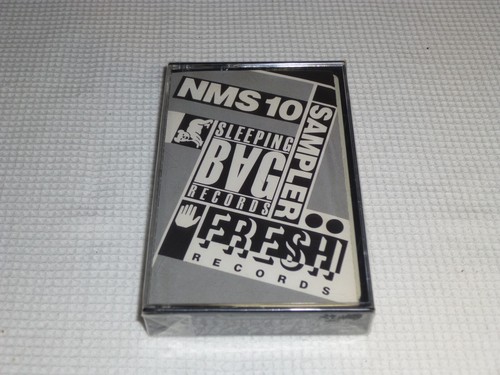 NMS 10
SAMPLER
SLEEPING
BAG
RECORDS
FRESH
RECORDS